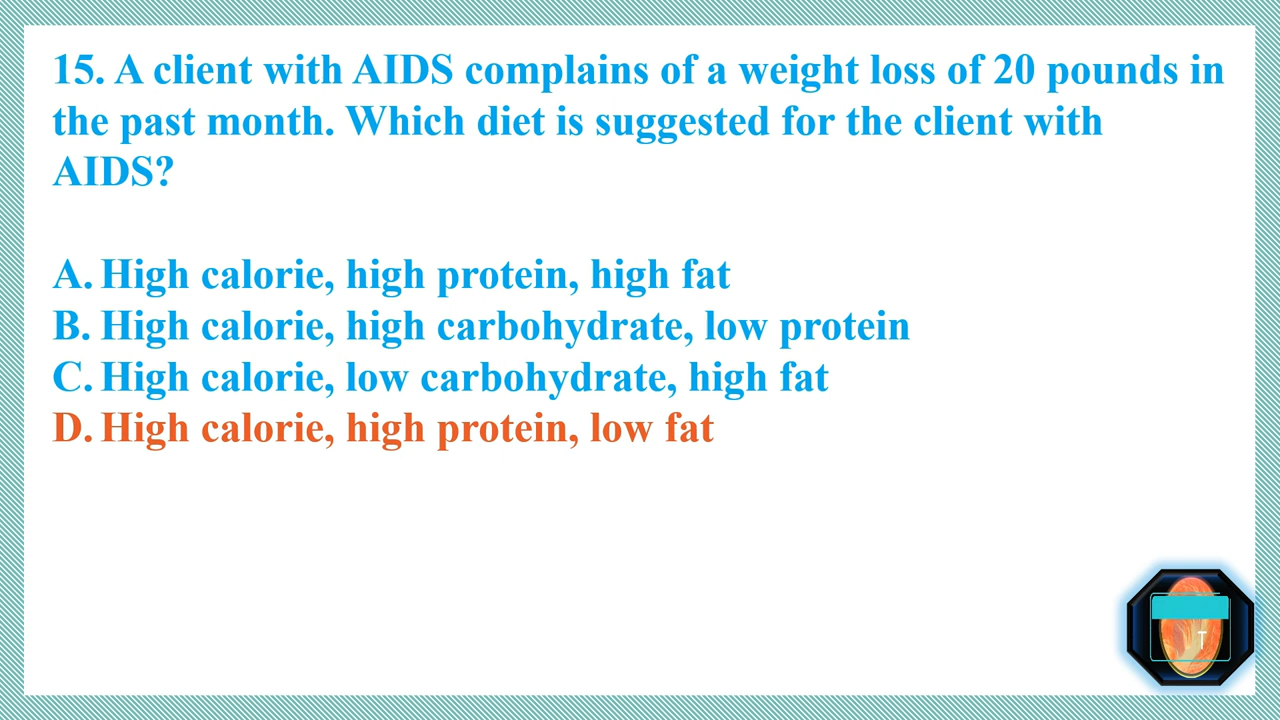 15. A client with AIDS complains of a weight loss of 20 pounds in
the past month. Which diet is suggested for the client with
AIDS?
A. High calorie, high protein, high fat
B. High calorie, high carbohydrate, low protein
C. High calorie, low carbohydrate, high fat
D. High calorie, high protein, low fat
T